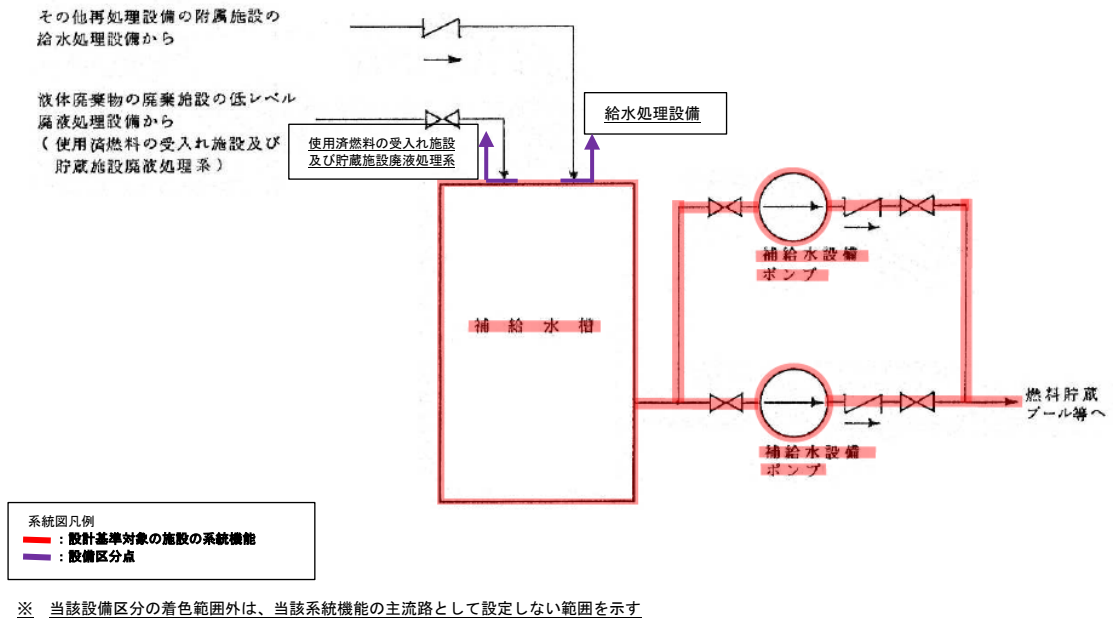 その他再処理設備の附属施設の
給水処理設備から
液体廃棄物の廃棄施設の低レベル
廃液処理設備から
(使用済燃料の受入れ施設及び
貯蔵施設廃液処理系)
使用済燃料の受入れ施設
及び貯蔵施設廃液処理系
給水処理設備
補給水設備
ポンプ
補給水槽
燃料貯蔵
プール等へ
補給水設備
ポンプ
系統図凡例
:設計基準対象の施設の系統機能
:設備区分点
※ 当該設備区分の着色範囲外は、当該系統機能の主流路として設定しない範囲を示す